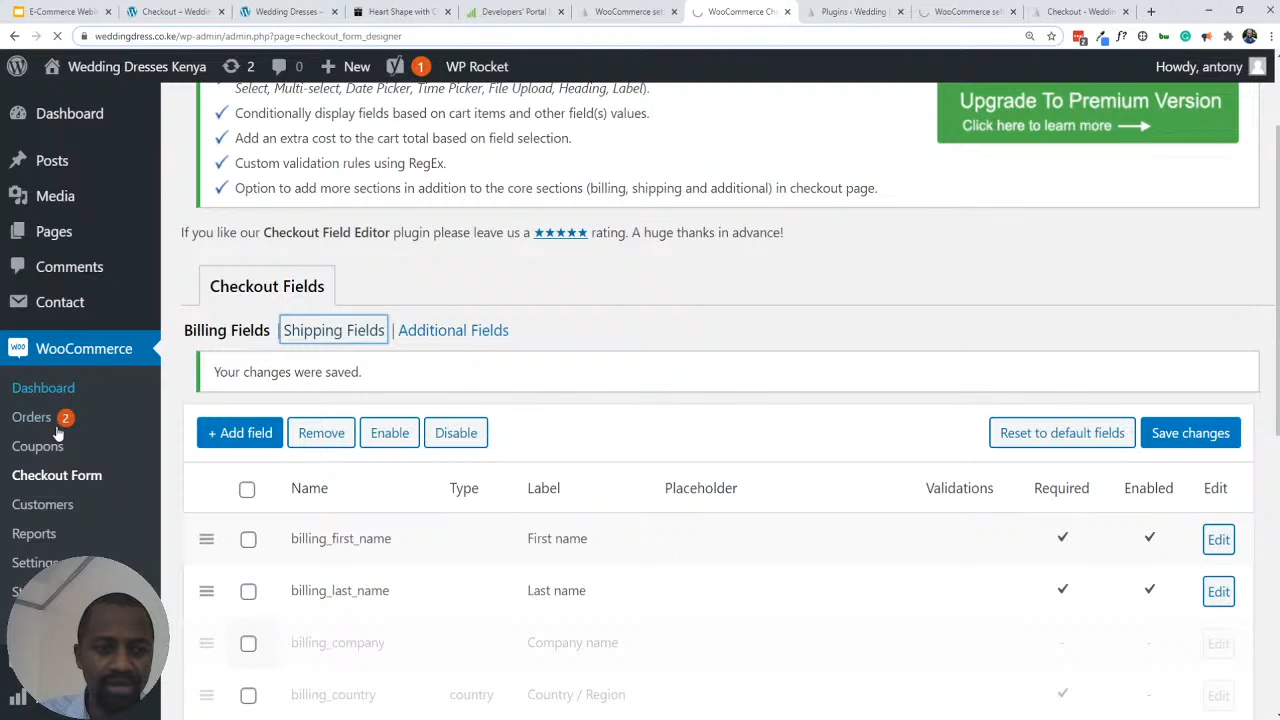 E-Commerce Webin
Checkout – Weddin
Wedding Dresses –
Heart Shape with C
Developers' Portal
WooCommerce set
WooCommerce Che
Plugins ‹ Wedding
WooCommerce set
Checkout - Weddin
weddingdress.co.ke/wp-admin/admin.php?page=checkout_form_designer
Wedding Dresses Kenya 2 0 New 1 WP Rocket Howdy, antony
Dashboard
Posts
Media
Pages
Comments
Contact
WooCommerce
Dashboard
Orders 2
Coupons
Checkout Form
Customers
Reports
Settings
Select, Multi-select, Date Picker, Time Picker, File Upload, Heading, Label).
Conditionally display fields based on cart items and other field(s) values.
Add an extra cost to the cart total based on field selection.
Custom validation rules using RegEx.
Option to add more sections in addition to the core sections (billing, shipping and additional) in checkout page.
Upgrade To Premium Version
Click here to learn more
If you like our Checkout Field Editor plugin please leave us a ★★★★★ rating. A huge thanks in advance!
Checkout Fields
Billing Fields | Shipping Fields | Additional Fields
Your changes were saved.
+ Add field Remove Enable Disable Reset to default fields Save changes
Name Type Label Placeholder Validations Required Enabled Edit
billing_first_name First name Edit
billing_last_name Last name Edit
billing_company Company name - - Edit
billing_country country Country / Region - Edit